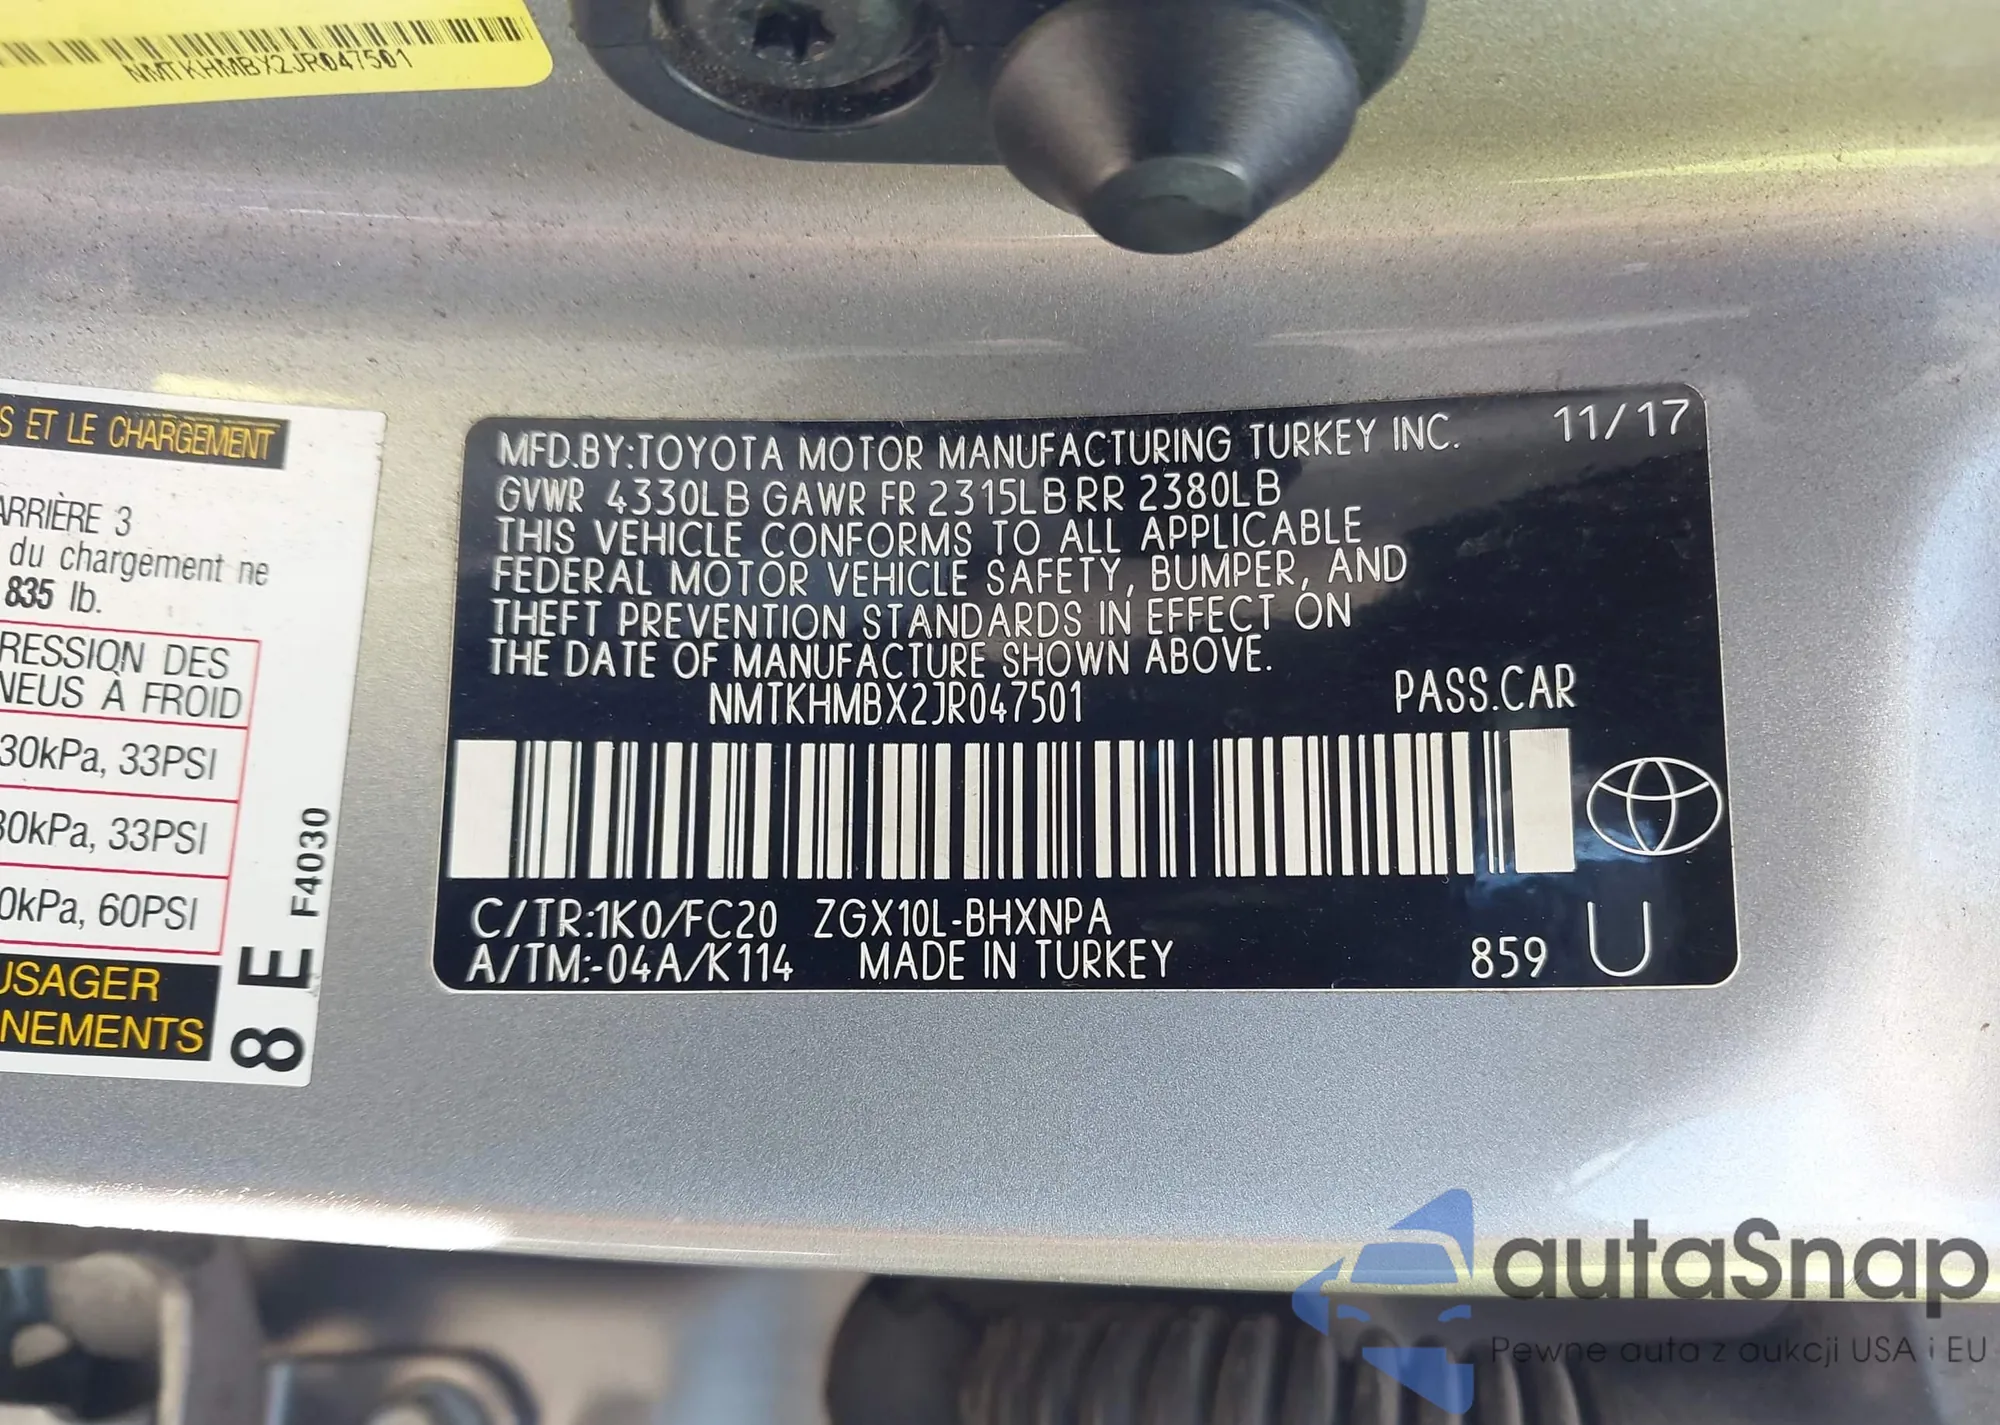 NMTKHMBX2JR047501
S ET LE CHARGEMENT
ARRIÈRE 3
du chargement ne
835 lb.
RESSION DES
NEUS À FROID
30kPa, 33PSI
30kPa, 33PSI
0kPa, 60PSI
USAGER
NEMENTS
8 E F4030
MFD.BY:TOYOTA MOTOR MANUFACTURING TURKEY INC. 11/17
GVWR 4330LB GAWR FR 2315LB RR 2380LB
THIS VEHICLE CONFORMS TO ALL APPLICABLE
FEDERAL MOTOR VEHICLE SAFETY, BUMPER, AND
THEFT PREVENTION STANDARDS IN EFFECT ON
THE DATE OF MANUFACTURE SHOWN ABOVE.
NMTKHMBX2JR047501 PASS.CAR
C/TR:1K0/FC20 ZGX10L-BHXNPA
A/TM:-04A/K114 MADE IN TURKEY 859 U
autaSnap
Pewne auta z aukcji USA i EU